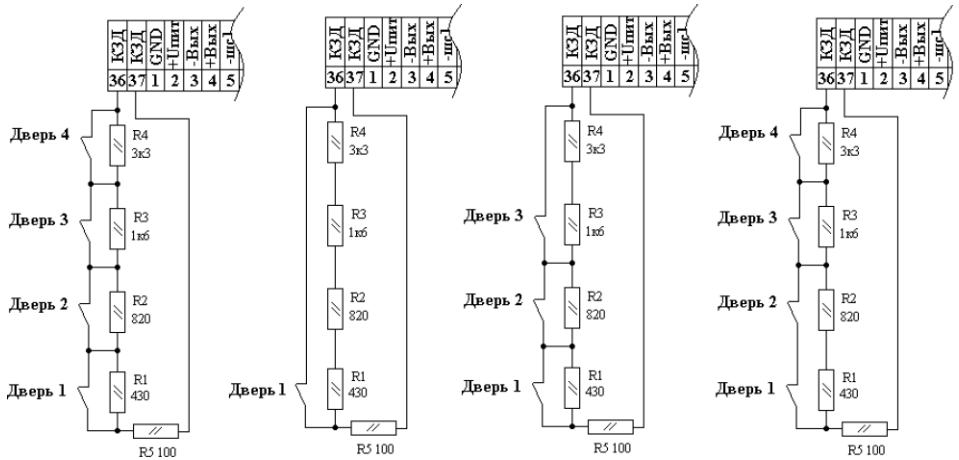 КЗД КЗД GND +Uпит -Вых +Вых -шс1
36 37 1 2 3 4 5
Дверь 4
R4
3к3
Дверь 3
R3
1к6
Дверь 2
R2
820
Дверь 1
R1
430
R5 100
КЗД КЗД GND +Uпит -Вых +Вых -шс1
36 37 1 2 3 4 5
R4
3к3
R3
1к6
R2
820
Дверь 1
R1
430
R5 100
КЗД КЗД GND +Uпит -Вых +Вых -шс1
36 37 1 2 3 4 5
R4
3к3
Дверь 3
R3
1к6
Дверь 2
R2
820
Дверь 1
R1
430
R5 100
КЗД КЗД GND +Uпит -Вых +Вых -шс1
36 37 1 2 3 4 5
Дверь 4
R4
3к3
Дверь 3
R3
1к6
Дверь 2
R2
820
Дверь 1
R1
430
R5 100